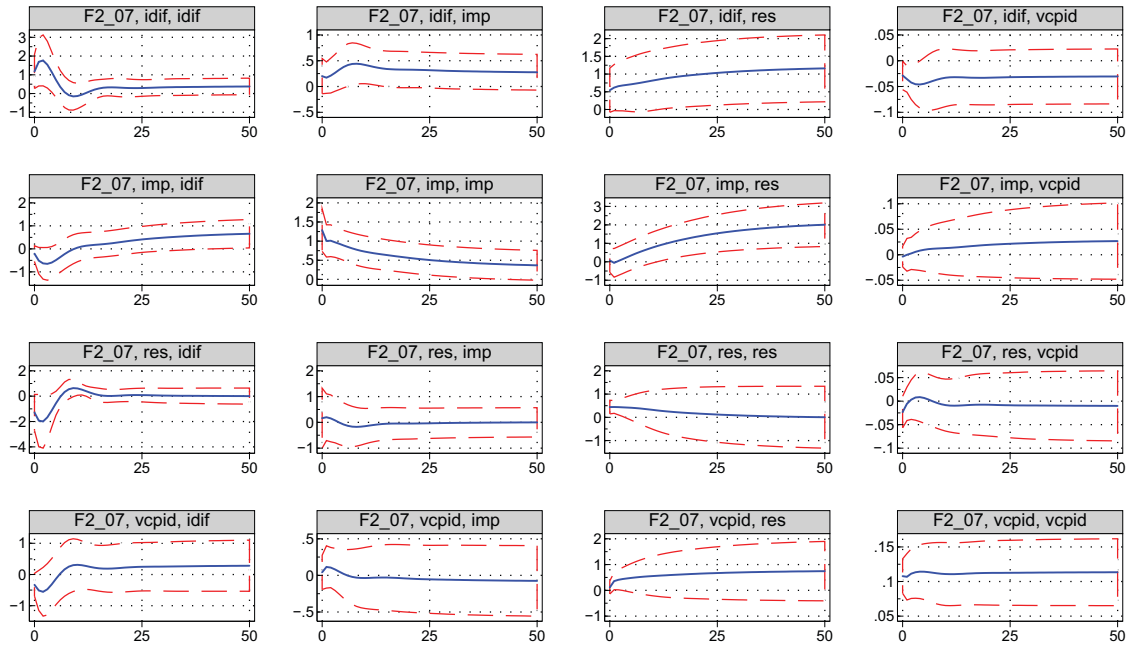 F2_07, idif, idif
3
2
1
0
−1
0 25 50
F2_07, idif, imp
1
.5
0
−.5
0 25 50
F2_07, idif, res
2
1.5
1
.5
0
0 25 50
F2_07, idif, vcpid
.05
0
−.05
−.1
0 25 50
F2_07, imp, idif
2
1
0
−1
0 25 50
F2_07, imp, imp
2
1.5
1
.5
0
0 25 50
F2_07, imp, res
3
2
1
0
−1
0 25 50
F2_07, imp, vcpid
.1
.05
0
−.05
0 25 50
F2_07, res, idif
2
0
−2
−4
0 25 50
F2_07, res, imp
2
1
0
−1
0 25 50
F2_07, res, res
2
1
0
−1
0 25 50
F2_07, res, vcpid
.05
0
−.05
−.1
0 25 50
F2_07, vcpid, idif
1
0
−1
0 25 50
F2_07, vcpid, imp
.5
0
−.5
0 25 50
F2_07, vcpid, res
2
1
0
−1
0 25 50
F2_07, vcpid, vcpid
.15
.1
.05
0 25 50